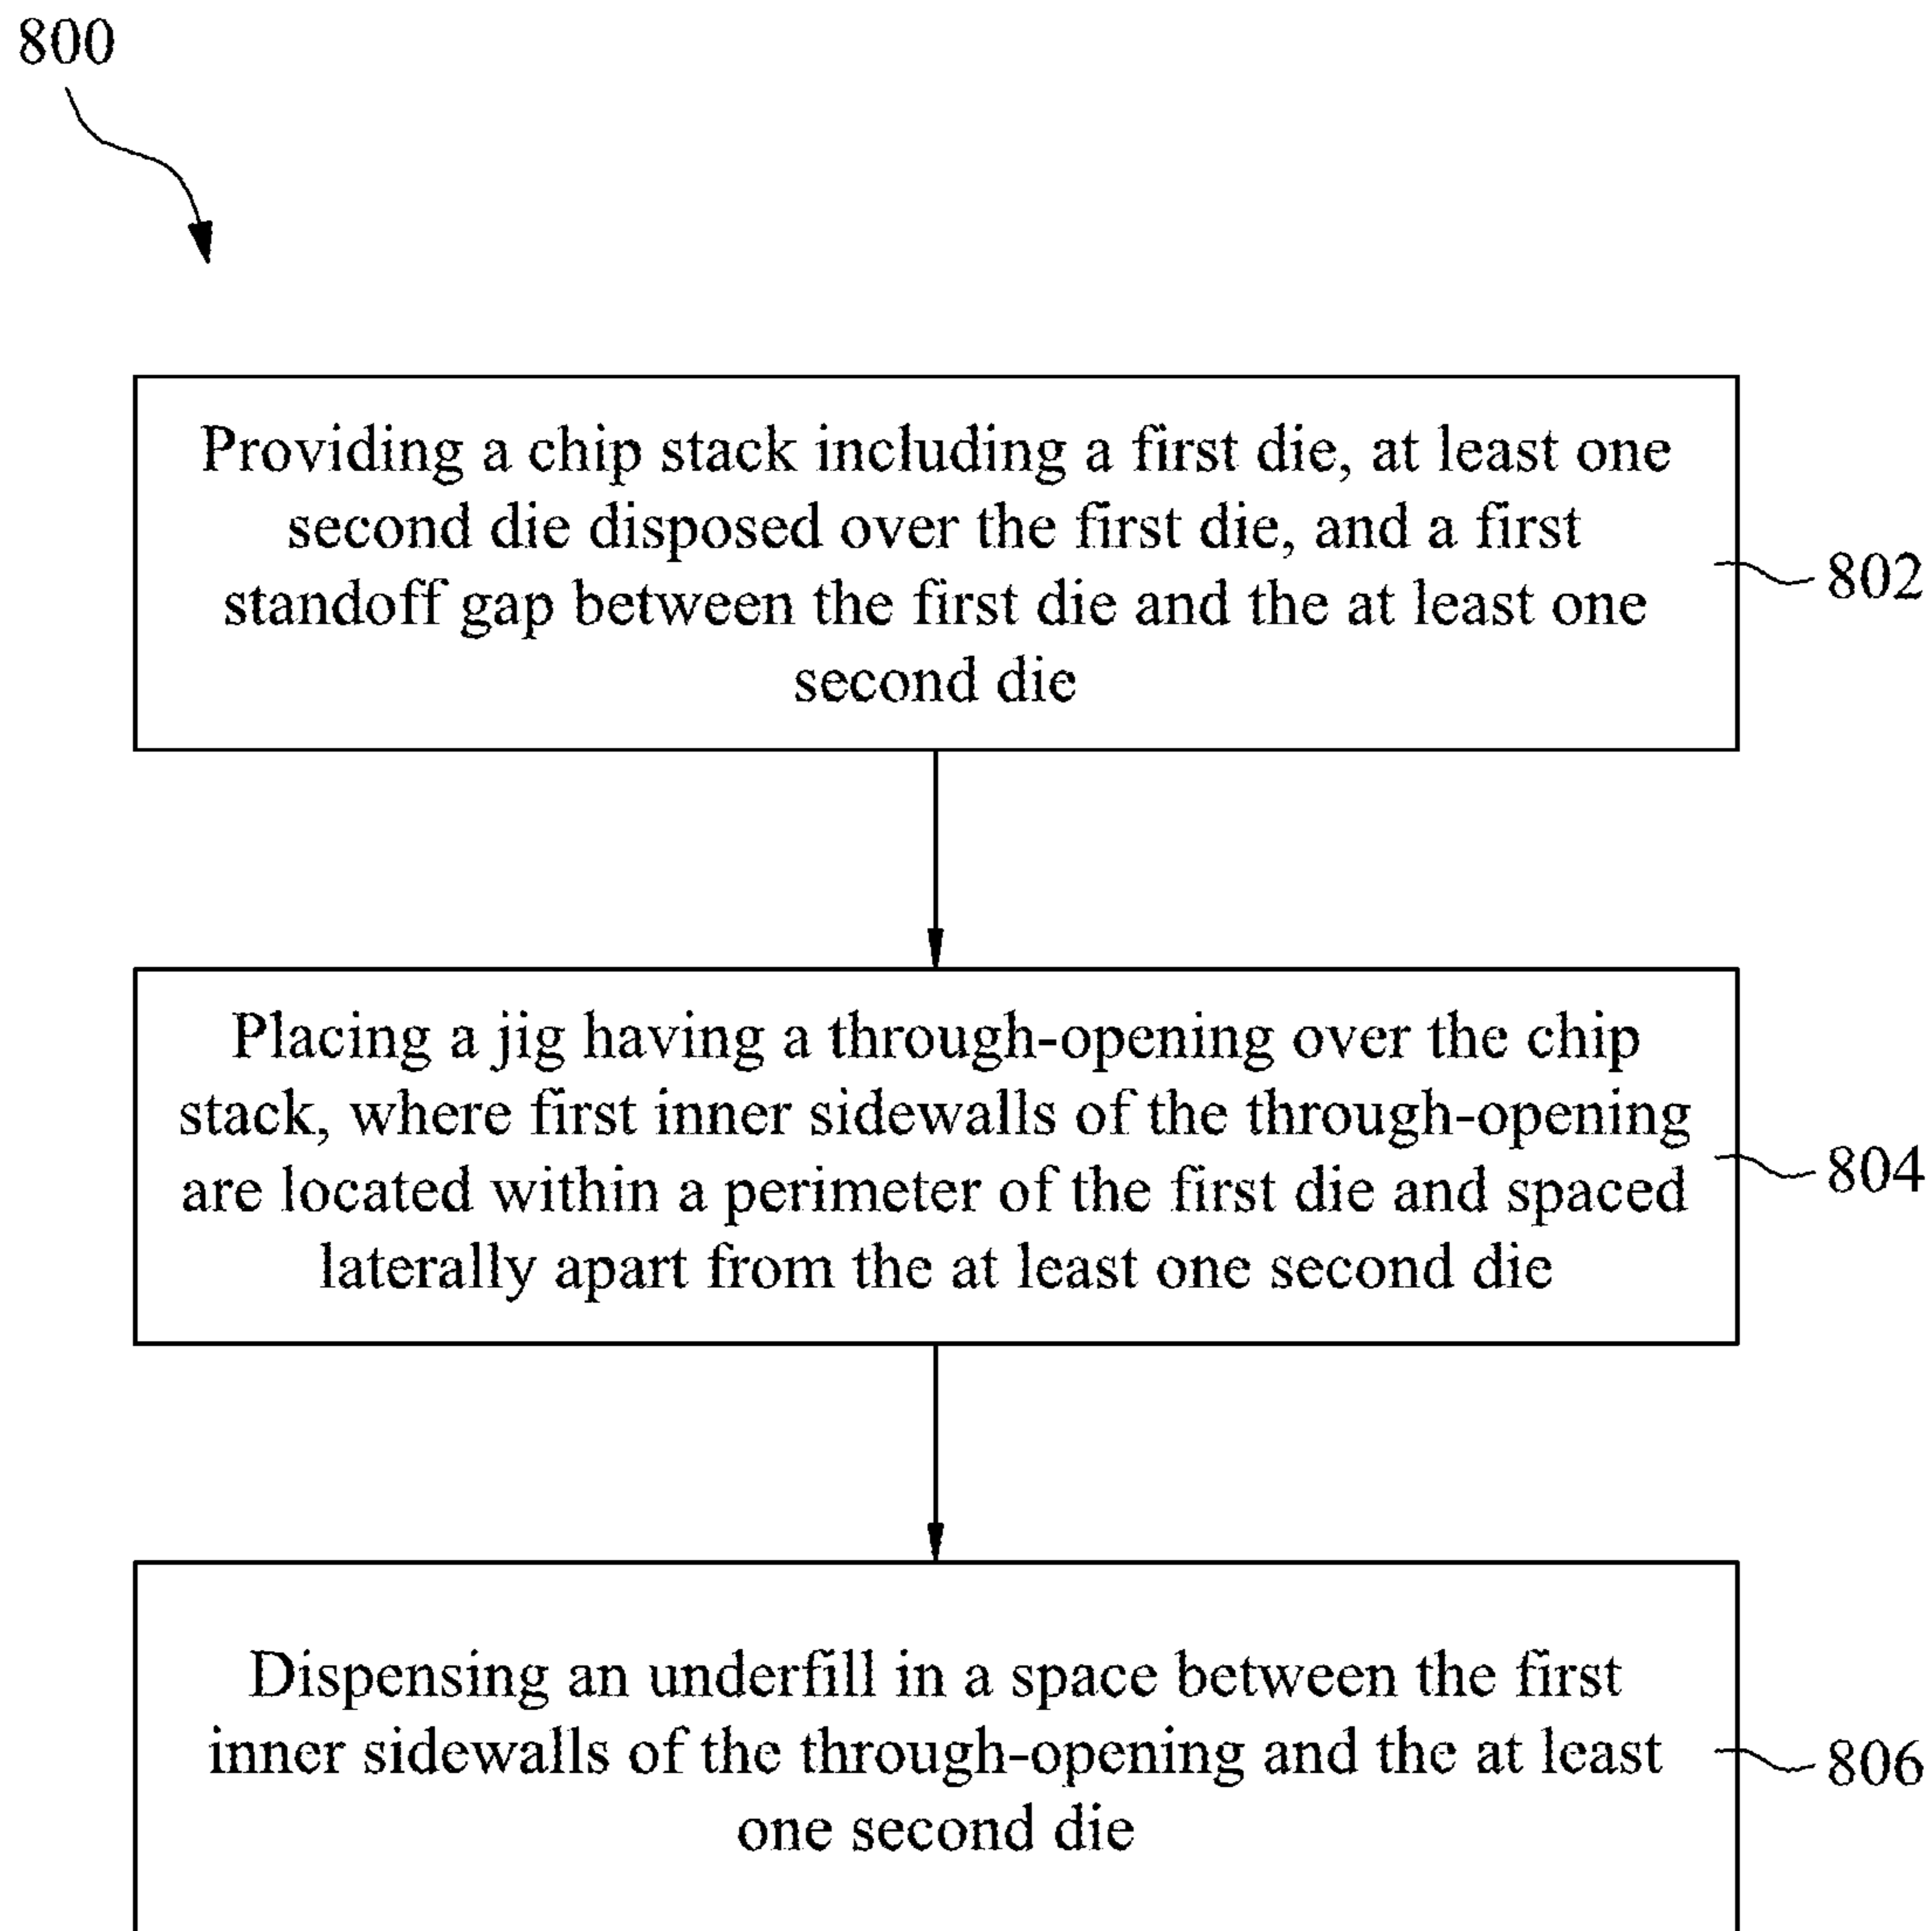 800
Providing a chip stack including a first die, at least one
second die disposed over the first die, and a first
standoff gap between the first die and the at least one
second die
802
Placing a jig having a through-opening over the chip
stack, where first inner sidewalls of the through-opening
are located within a perimeter of the first die and spaced
laterally apart from the at least one second die
804
Dispensing an underfill in a space between the first
inner sidewalls of the through-opening and the at least
one second die
806